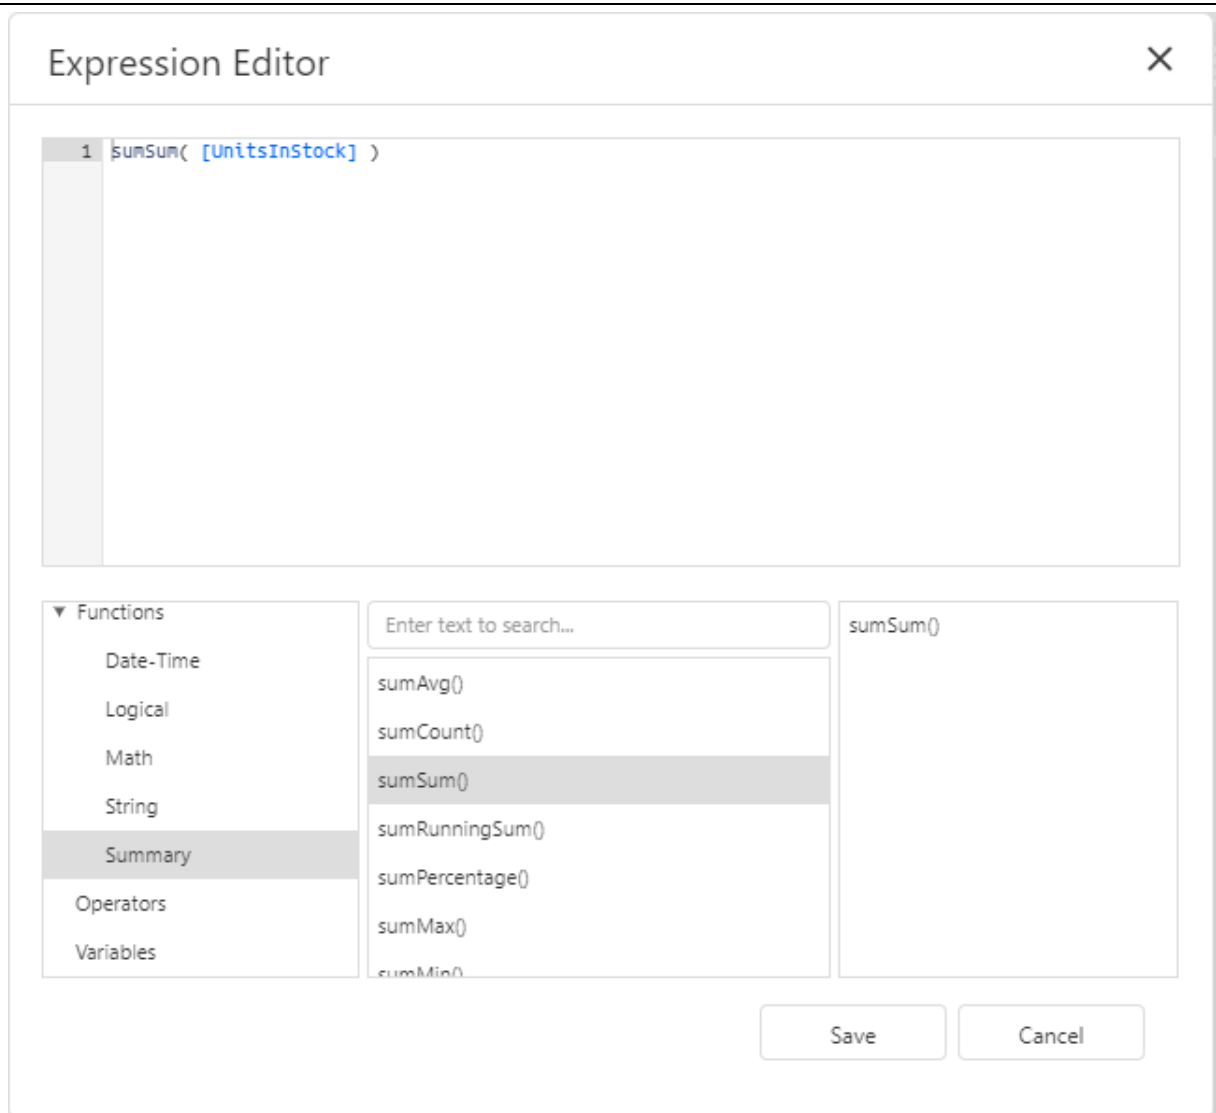 Expression Editor
1 sumSum( [UnitsInStock] )
Functions
Date-Time
Logical
Math
String
Summary
Operators
Variables
Enter text to search...
sumAvg()
sumCount()
sumSum()
sumRunningSum()
sumPercentage()
sumMax()
sumMin()
sumSum()
Save Cancel